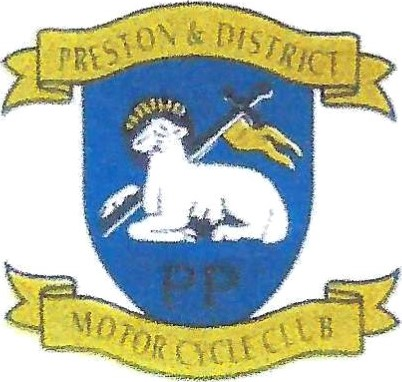 PRESTON & DISTRICT
PP
MOTOR CYCLE CLUB